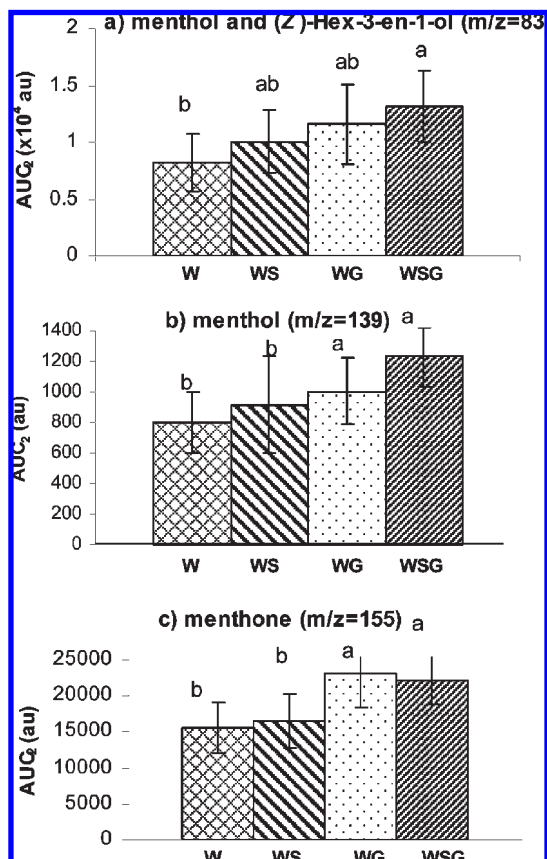 a) menthol and (Z)-Hex-3-en-1-ol (m/z=83
2
1.5
1
0.5
0
AUC2 (x10⁴ au)
b
ab
ab
a
W WS WG WSG
b) menthol (m/z=139)
1400
1200
1000
800
600
400
200
0
AUC2 (au)
b
b
a
a
W WS WG WSG
c) menthone (m/z=155)
25000
20000
15000
10000
5000
0
AUC2 (au)
b
b
a
a
W WS WG WSG